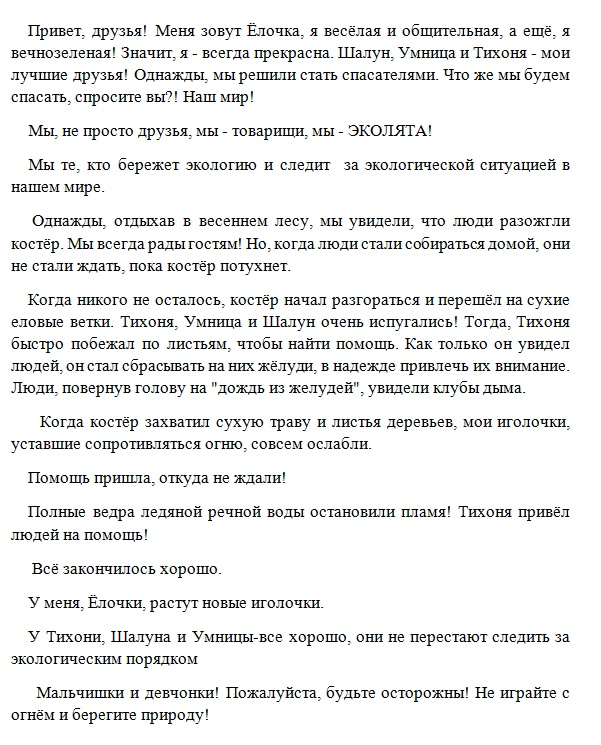 Привет, друзья! Меня зовут Ёлочка, я весёлая и общительная, а ещё, я
вечнозеленая! Значит, я - всегда прекрасна. Шалун, Умница и Тихоня - мои
лучшие друзья! Однажды, мы решили стать спасателями. Что же мы будем
спасать, спросите вы?! Наш мир!
Мы, не просто друзья, мы - товарищи, мы - ЭКОЛЯТА!
Мы те, кто бережет экологию и следит за экологической ситуацией в
нашем мире.
Однажды, отдыхав в весеннем лесу, мы увидели, что люди разожгли
костёр. Мы всегда рады гостям! Но, когда люди стали собираться домой, они
не стали ждать, пока костёр потухнет.
Когда никого не осталось, костёр начал разгораться и перешёл на сухие
еловые ветки. Тихоня, Умница и Шалун очень испугались! Тогда, Тихоня
быстро побежал по листьям, чтобы найти помощь. Как только он увидел
людей, он стал сбрасывать на них жёлуди, в надежде привлечь их внимание.
Люди, повернув голову на "дождь из желудей", увидели клубы дыма.
Когда костёр захватил сухую траву и листья деревьев, мои иголочки,
уставшие сопротивляться огню, совсем ослабли.
Помощь пришла, откуда не ждали!
Полные ведра ледяной речной воды остановили пламя! Тихоня привёл
людей на помощь!
Всё закончилось хорошо.
У меня, Ёлочки, растут новые иголочки.
У Тихони, Шалуна и Умницы-все хорошо, они не перестают следить за
экологическим порядком
Мальчишки и девчонки! Пожалуйста, будьте осторожны! Не играйте с
огнём и берегите природу!